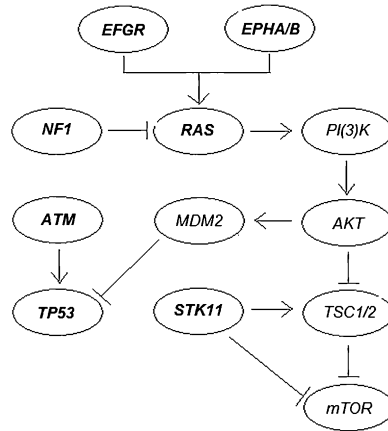 EFGR
EPHA/B
NF1
RAS
PI(3)K
ATM
MDM2
AKT
TP53
STK11
TSC1/2
mTOR